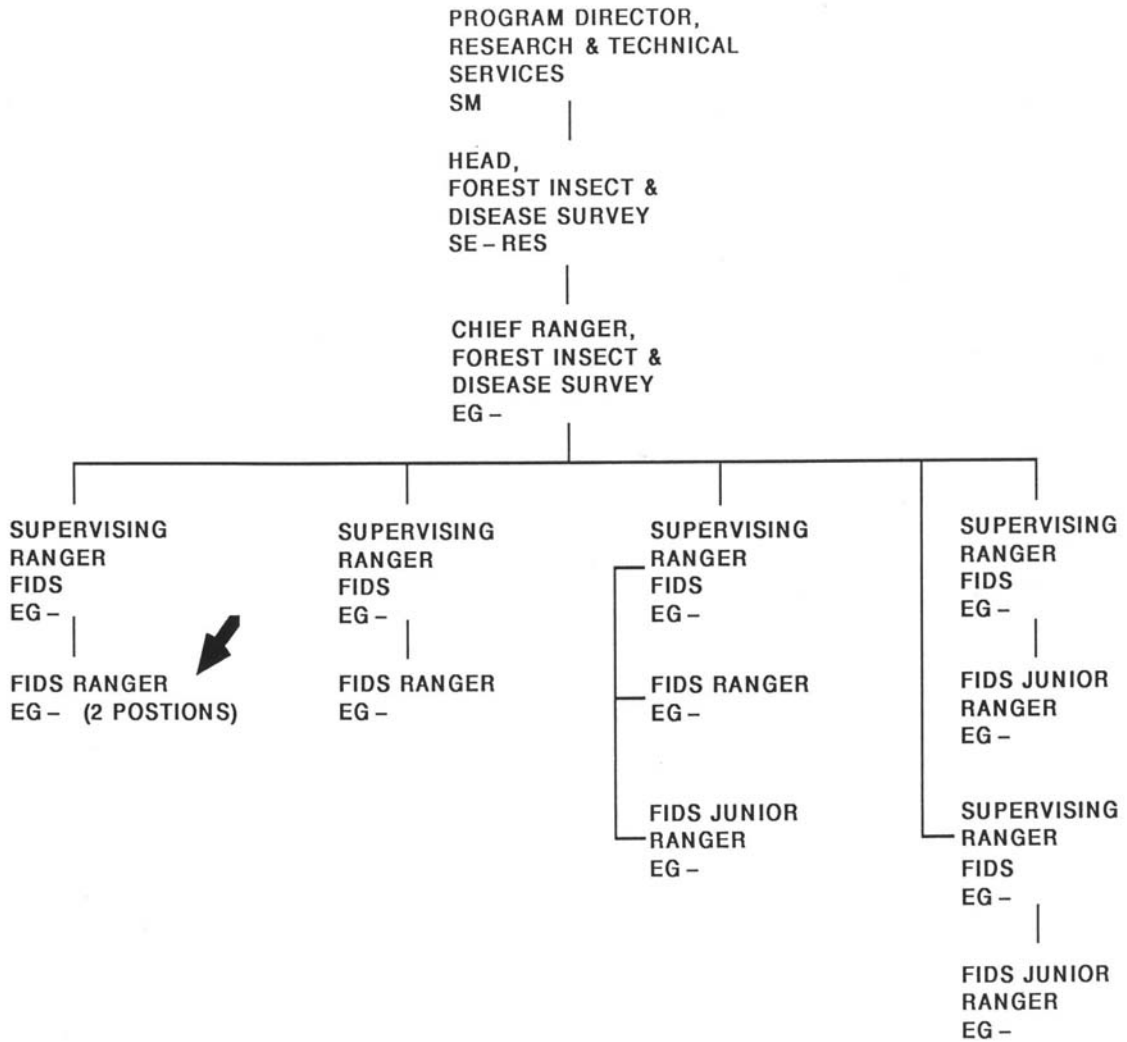 PROGRAM DIRECTOR,
RESEARCH & TECHNICAL
SERVICES
SM
HEAD,
FOREST INSECT &
DISEASE SURVEY
SE – RES
CHIEF RANGER,
FOREST INSECT &
DISEASE SURVEY
EG –
SUPERVISING
RANGER
FIDS
EG –
FIDS RANGER
EG – (2 POSTIONS)
SUPERVISING
RANGER
FIDS
EG –
FIDS RANGER
EG –
SUPERVISING
RANGER
FIDS
EG –
FIDS RANGER
EG –
FIDS JUNIOR
RANGER
EG –
SUPERVISING
RANGER
FIDS
EG –
FIDS JUNIOR
RANGER
EG –
SUPERVISING
RANGER
FIDS
EG –
FIDS JUNIOR
RANGER
EG –